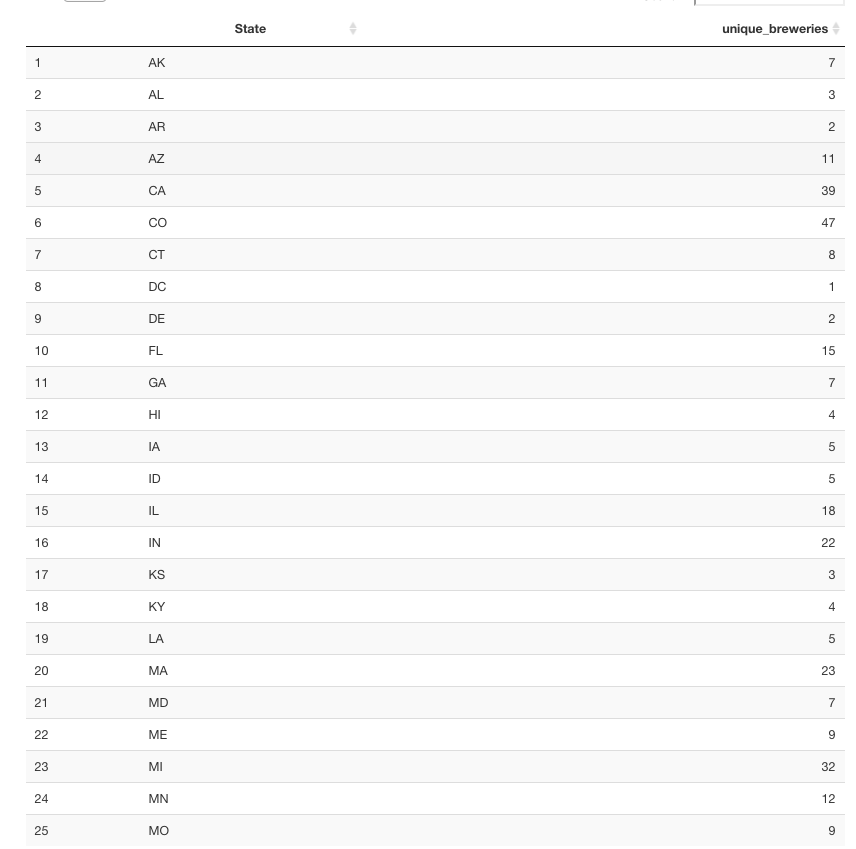 State unique_breweries
1 AK 7
2 AL 3
3 AR 2
4 AZ 11
5 CA 39
6 CO 47
7 CT 8
8 DC 1
9 DE 2
10 FL 15
11 GA 7
12 HI 4
13 IA 5
14 ID 5
15 IL 18
16 IN 22
17 KS 3
18 KY 4
19 LA 5
20 MA 23
21 MD 7
22 ME 9
23 MI 32
24 MN 12
25 MO 9